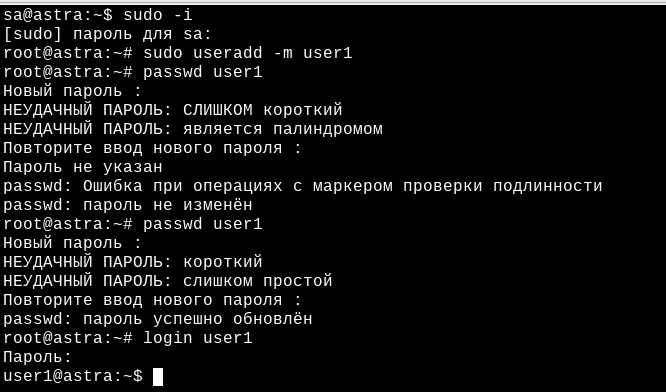 sa@astra:~$ sudo -i
[sudo] пароль для sa:
root@astra:~# sudo useradd -m user1
root@astra:~# passwd user1
Новый пароль :
НЕУДАЧНЫЙ ПАРОЛЬ: СЛИШКОМ короткий
НЕУДАЧНЫЙ ПАРОЛЬ: является палиндромом
Повторите ввод нового пароля :
Пароль не указан
passwd: Ошибка при операциях с маркером проверки подлинности
passwd: пароль не изменён
root@astra:~# passwd user1
Новый пароль :
НЕУДАЧНЫЙ ПАРОЛЬ: короткий
НЕУДАЧНЫЙ ПАРОЛЬ: слишком простой
Повторите ввод нового пароля :
passwd: пароль успешно обновлён
root@astra:~# login user1
Пароль:
user1@astra:~$